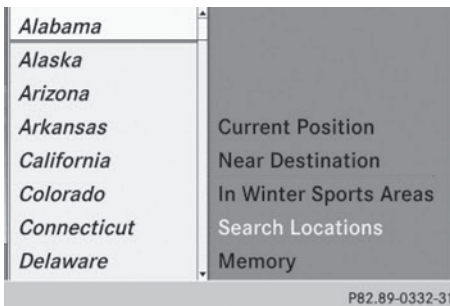 Alabama
Alaska
Arizona
Arkansas
California
Colorado
Connecticut
Delaware
Current Position
Near Destination
In Winter Sports Areas
Search Locations
Memory
P82.89-0332-31